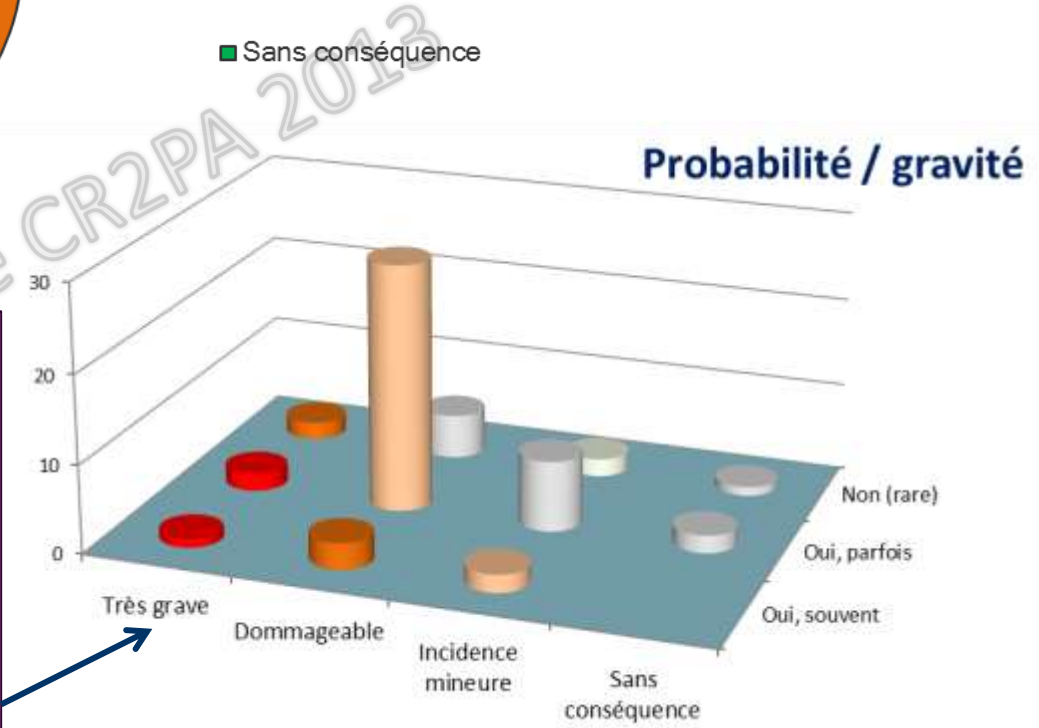 Sans conséquence
CR2PA 2013
Probabilité / gravité
30
20
10
0
Très grave
Dommageable
Incidence
mineure
Sans
conséquence
Non (rare)
Oui, parfois
Oui, souvent